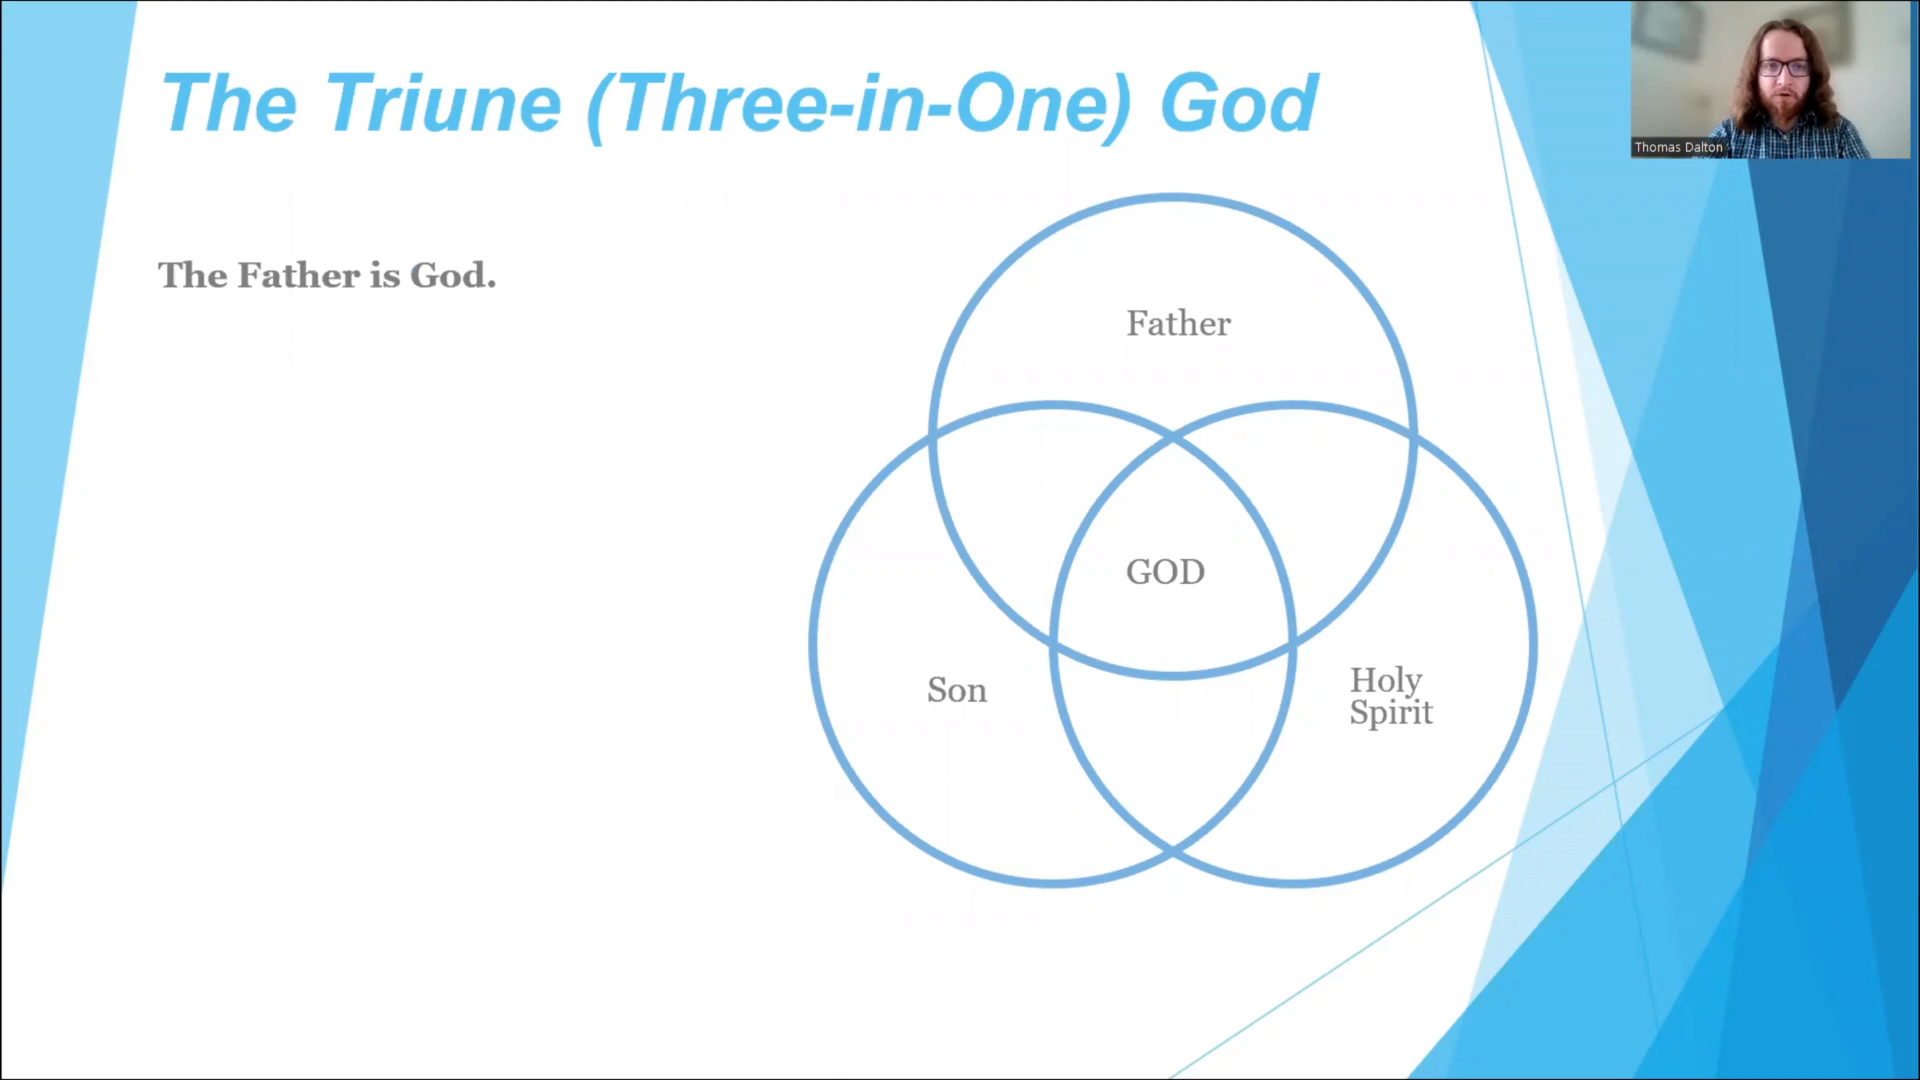 The Triune (Three-in-One) God
Thomas Dalton
The Father is God.
Father
GOD
Son
Holy
Spirit